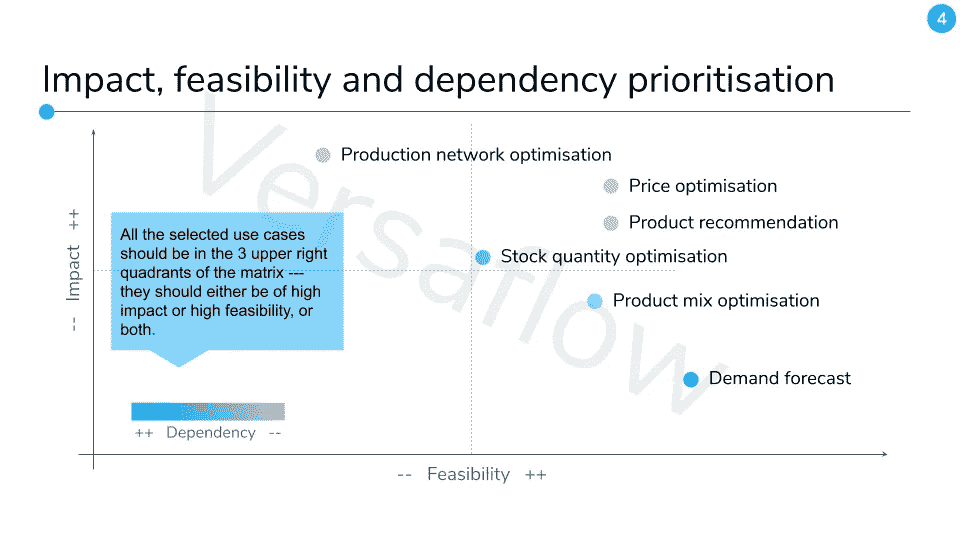 4
Impact, feasibility and dependency prioritisation
Versaflow
Production network optimisation
Price optimisation
Product recommendation
Stock quantity optimisation
Product mix optimisation
Demand forecast
All the selected use cases
should be in the 3 upper right
quadrants of the matrix ---
they should either be of high
impact or high feasibility, or
both.
-- Impact ++
++ Dependency --
-- Feasibility ++